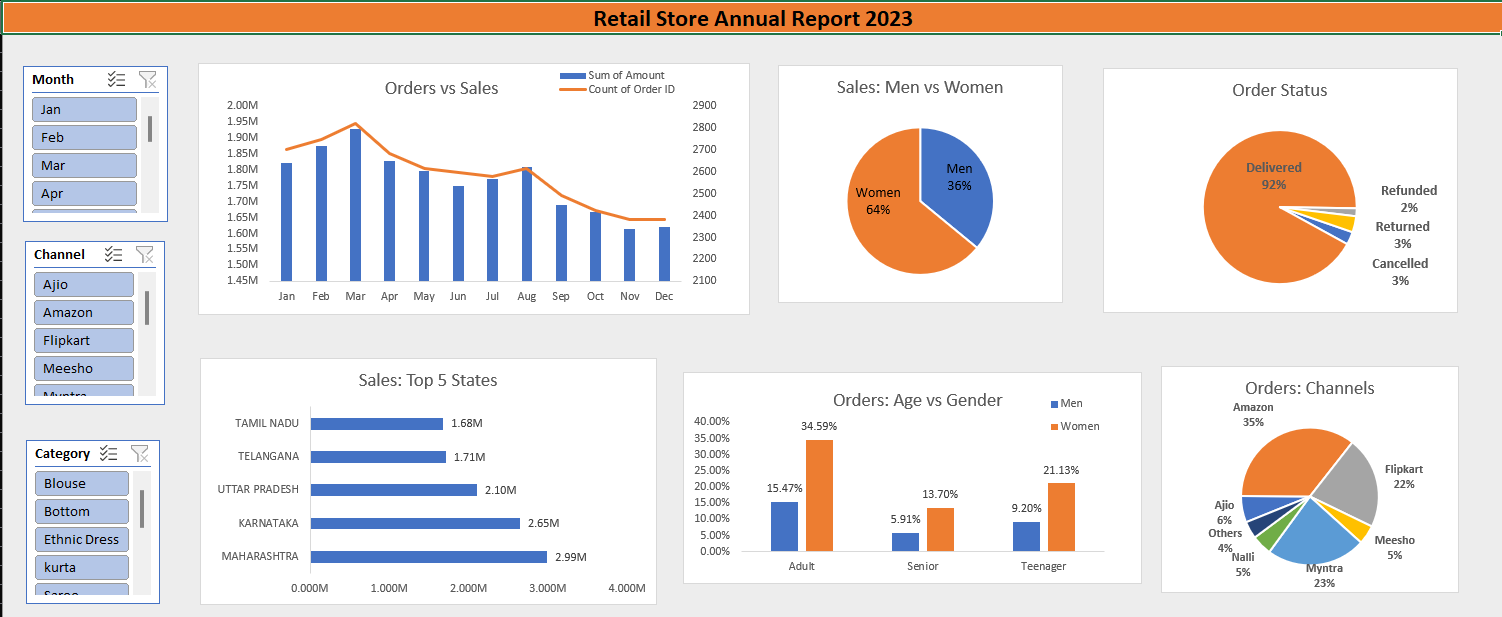 Retail Store Annual Report 2023
Month
Jan
Feb
Mar
Apr
Channel
Ajio
Amazon
Flipkart
Meesho
Myntra
Category
Blouse
Bottom
Ethnic Dress
kurta
Saree
Orders vs Sales
Sum of Amount
Count of Order ID
2.00M
1.95M
1.90M
1.85M
1.80M
1.75M
1.70M
1.65M
1.60M
1.55M
1.50M
1.45M
2900
2800
2700
2600
2500
2400
2300
2200
2100
Jan Feb Mar Apr May Jun Jul Aug Sep Oct Nov Dec
Sales: Men vs Women
Men
36%
Women
64%
Order Status
Delivered
92%
Refunded
2%
Returned
3%
Cancelled
3%
Sales: Top 5 States
TAMIL NADU 1.68M
TELANGANA 1.71M
UTTAR PRADESH 2.10M
KARNATAKA 2.65M
MAHARASHTRA 2.99M
0.000M 1.000M 2.000M 3.000M 4.000M
Orders: Age vs Gender
Men
Women
40.00%
35.00%
30.00%
25.00%
20.00%
15.00%
10.00%
5.00%
0.00%
15.47% 34.59%
5.91% 13.70%
9.20% 21.13%
Adult Senior Teenager
Orders: Channels
Amazon
35%
Flipkart
22%
Meesho
5%
Myntra
23%
Nalli
5%
Others
4%
Ajio
6%